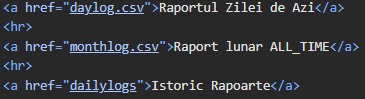 <a href="daylog.csv">Raportul Zilei de Azi</a>
<hr>
<a href="monthlog.csv">Raport lunar ALL_TIME</a>
<hr>
<a href="dailylogs">Istoric Rapoarte</a>